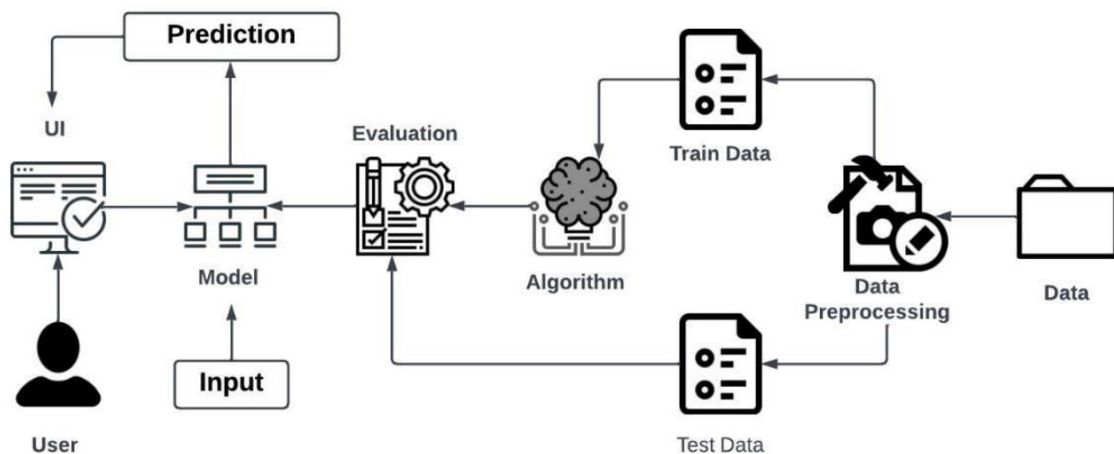 Prediction
UI
Evaluation
Train Data
Model
Algorithm
Data
Preprocessing
Data
Input
User
Test Data